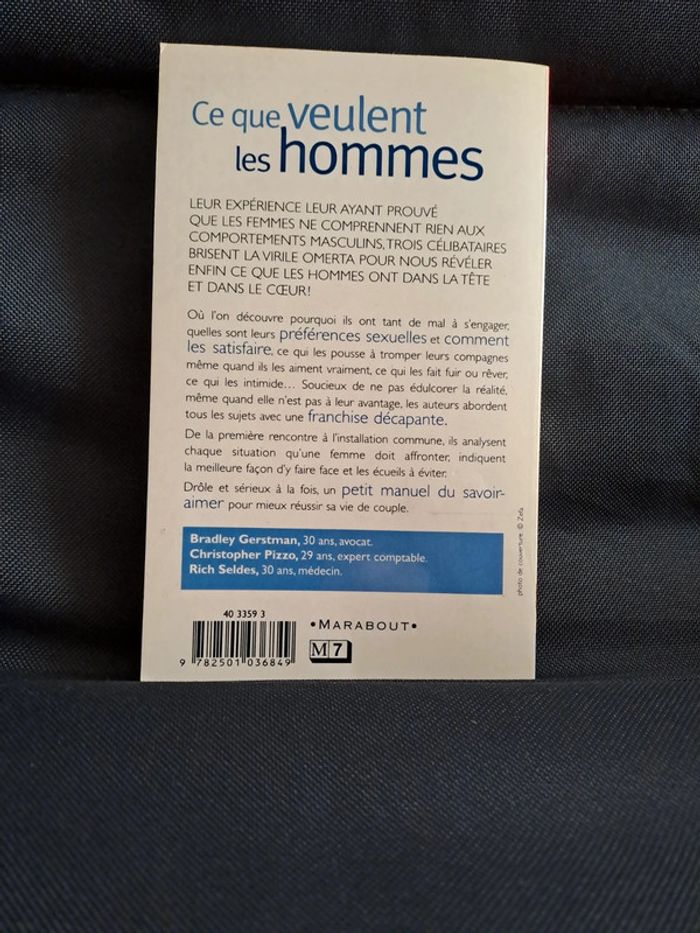 Ce que veulent
les hommes
LEUR EXPÉRIENCE LEUR AYANT PROUVÉ
QUE LES FEMMES NE COMPRENNENT RIEN AUX
COMPORTEMENTS MASCULINS, TROIS CÉLIBATAIRES
BRISENT LA VIRILE OMERTA POUR NOUS RÉVÉLER
ENFIN CE QUE LES HOMMES ONT DANS LA TÊTE
ET DANS LE CŒUR!
Où l'on découvre pourquoi ils ont tant de mal à s'engager,
quelles sont leurs préférences sexuelles et comment
les satisfaire, ce qui les pousse à tromper leurs compagnes
même quand ils les aiment vraiment, ce qui les fait fuir ou rêver,
ce qui les intimide... Soucieux de ne pas édulcorer la réalité,
même quand elle n'est pas à leur avantage, les auteurs abordent
tous les sujets avec une franchise décapante.
De la première rencontre à l'installation commune, ils analysent
chaque situation qu'une femme doit affronter, indiquent
la meilleure façon d'y faire face et les écueils à éviter.
Drôle et sérieux à la fois, un petit manuel du savoir-
aimer pour mieux réussir sa vie de couple.
Bradley Gerstman, 30 ans, avocat.
Christopher Pizzo, 29 ans, expert comptable.
Rich Seldes, 30 ans, médecin.
photo de couverture: © Zefa
40 3359 3
•MARABOUT•
M 7
9 782501 036849